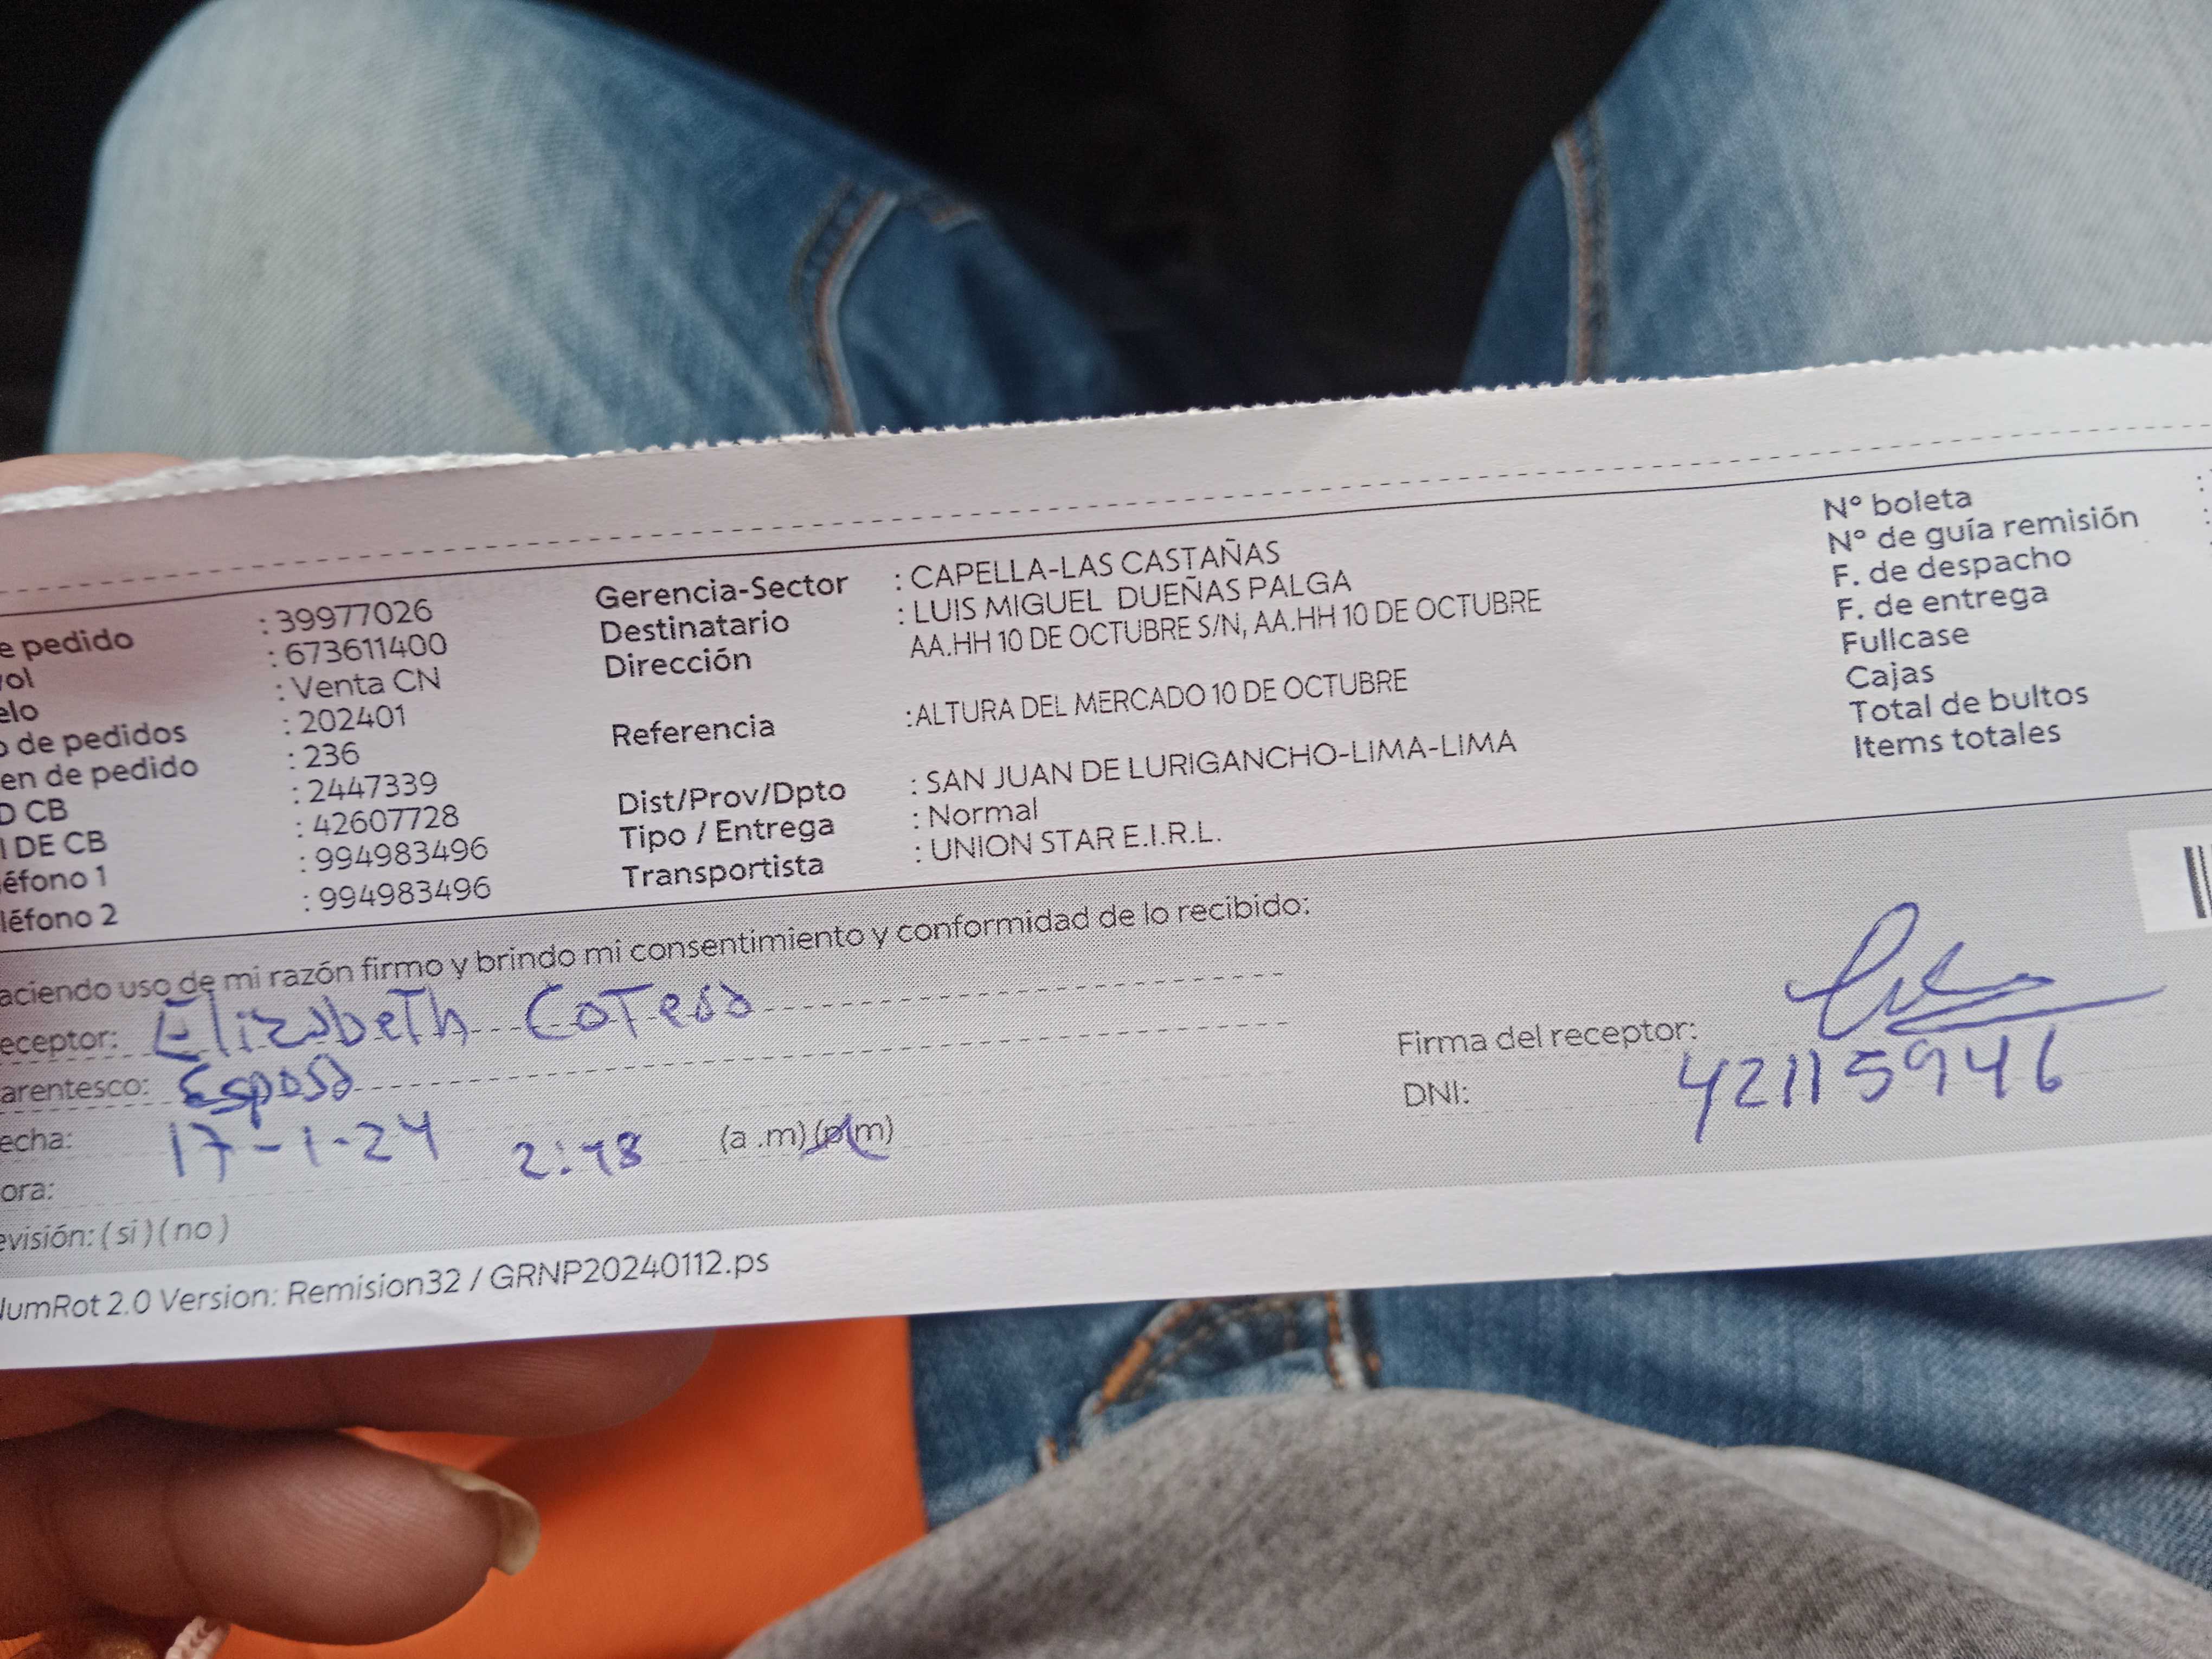 e pedido : 39977026
ol : 673611400
elo : Venta CN
o de pedidos : 202401
en de pedido : 236
D CB : 2447339
I DE CB : 42607728
éfono 1 : 994983496
léfono 2 : 994983496
Gerencia-Sector : CAPELLA-LAS CASTAÑAS
Destinatario : LUIS MIGUEL DUEÑAS PALGA
Dirección AA.HH 10 DE OCTUBRE S/N, AA.HH 10 DE OCTUBRE
Referencia :ALTURA DEL MERCADO 10 DE OCTUBRE
Dist/Prov/Dpto : SAN JUAN DE LURIGANCHO-LIMA-LIMA
Tipo / Entrega : Normal
Transportista : UNION STAR E.I.R.L.
Nº boleta :
Nº de guía remisión :
F. de despacho
F. de entrega
Fullcase
Cajas
Total de bultos
Items totales
aciendo uso de mi razón firmo y brindo mi consentimiento y conformidad de lo recibido:
eceptor: Elizabeth
arentesco: Esposa
echa: 17-1-24 2:48 (a .m) (p.m)
ora:
evisión: ( si ) ( no )
Firma del receptor:
DNI: 42115946
NumRot 2.0 Version: Remision32 / GRNP20240112.ps